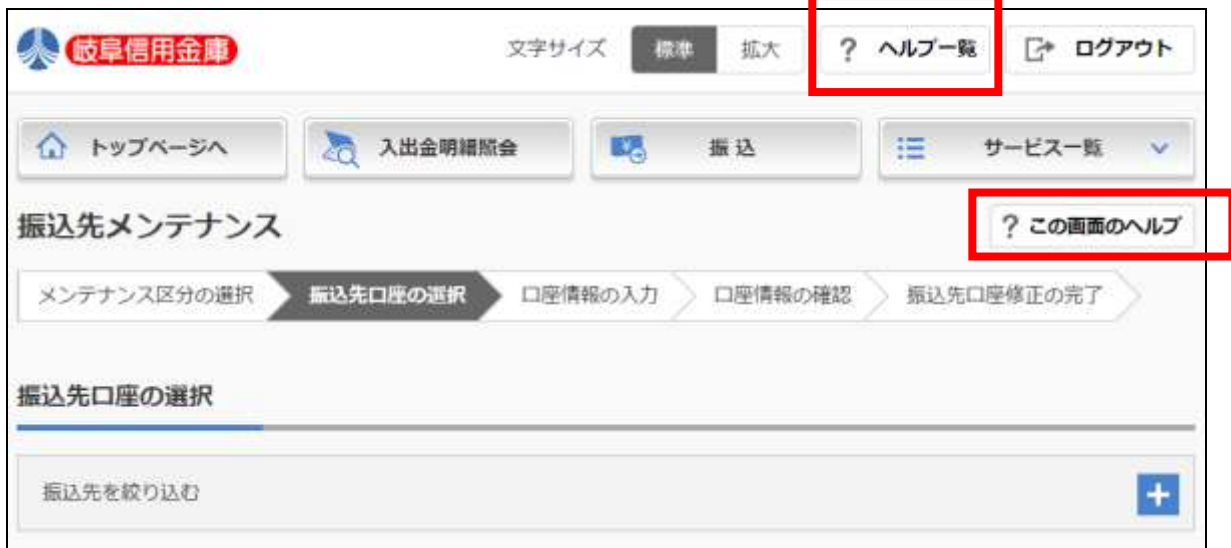 岐阜信用金庫 文字サイズ 標準 拡大 ? ヘルプ一覧 ログアウト
トップページへ 入出金明細照会 振込 サービス一覧
振込先メンテナンス ? この画面のヘルプ
メンテナンス区分の選択 振込先口座の選択 口座情報の入力 口座情報の確認 振込先口座修正の完了
振込先口座の選択
振込先を絞り込む +